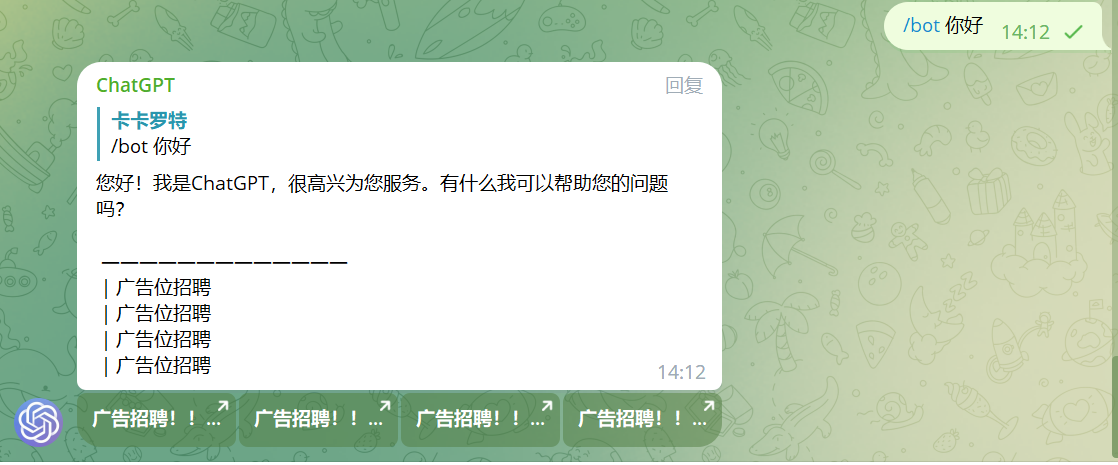 /bot 你好
14:12
ChatGPT
回复
卡卡罗特
/bot 你好
您好！我是ChatGPT，很高兴为您服务。有什么我可以帮助您的问题
吗？
—————————————
| 广告位招聘
| 广告位招聘
| 广告位招聘
| 广告位招聘
14:12
广告招聘！！...
广告招聘！！...
广告招聘！！...
广告招聘！！...